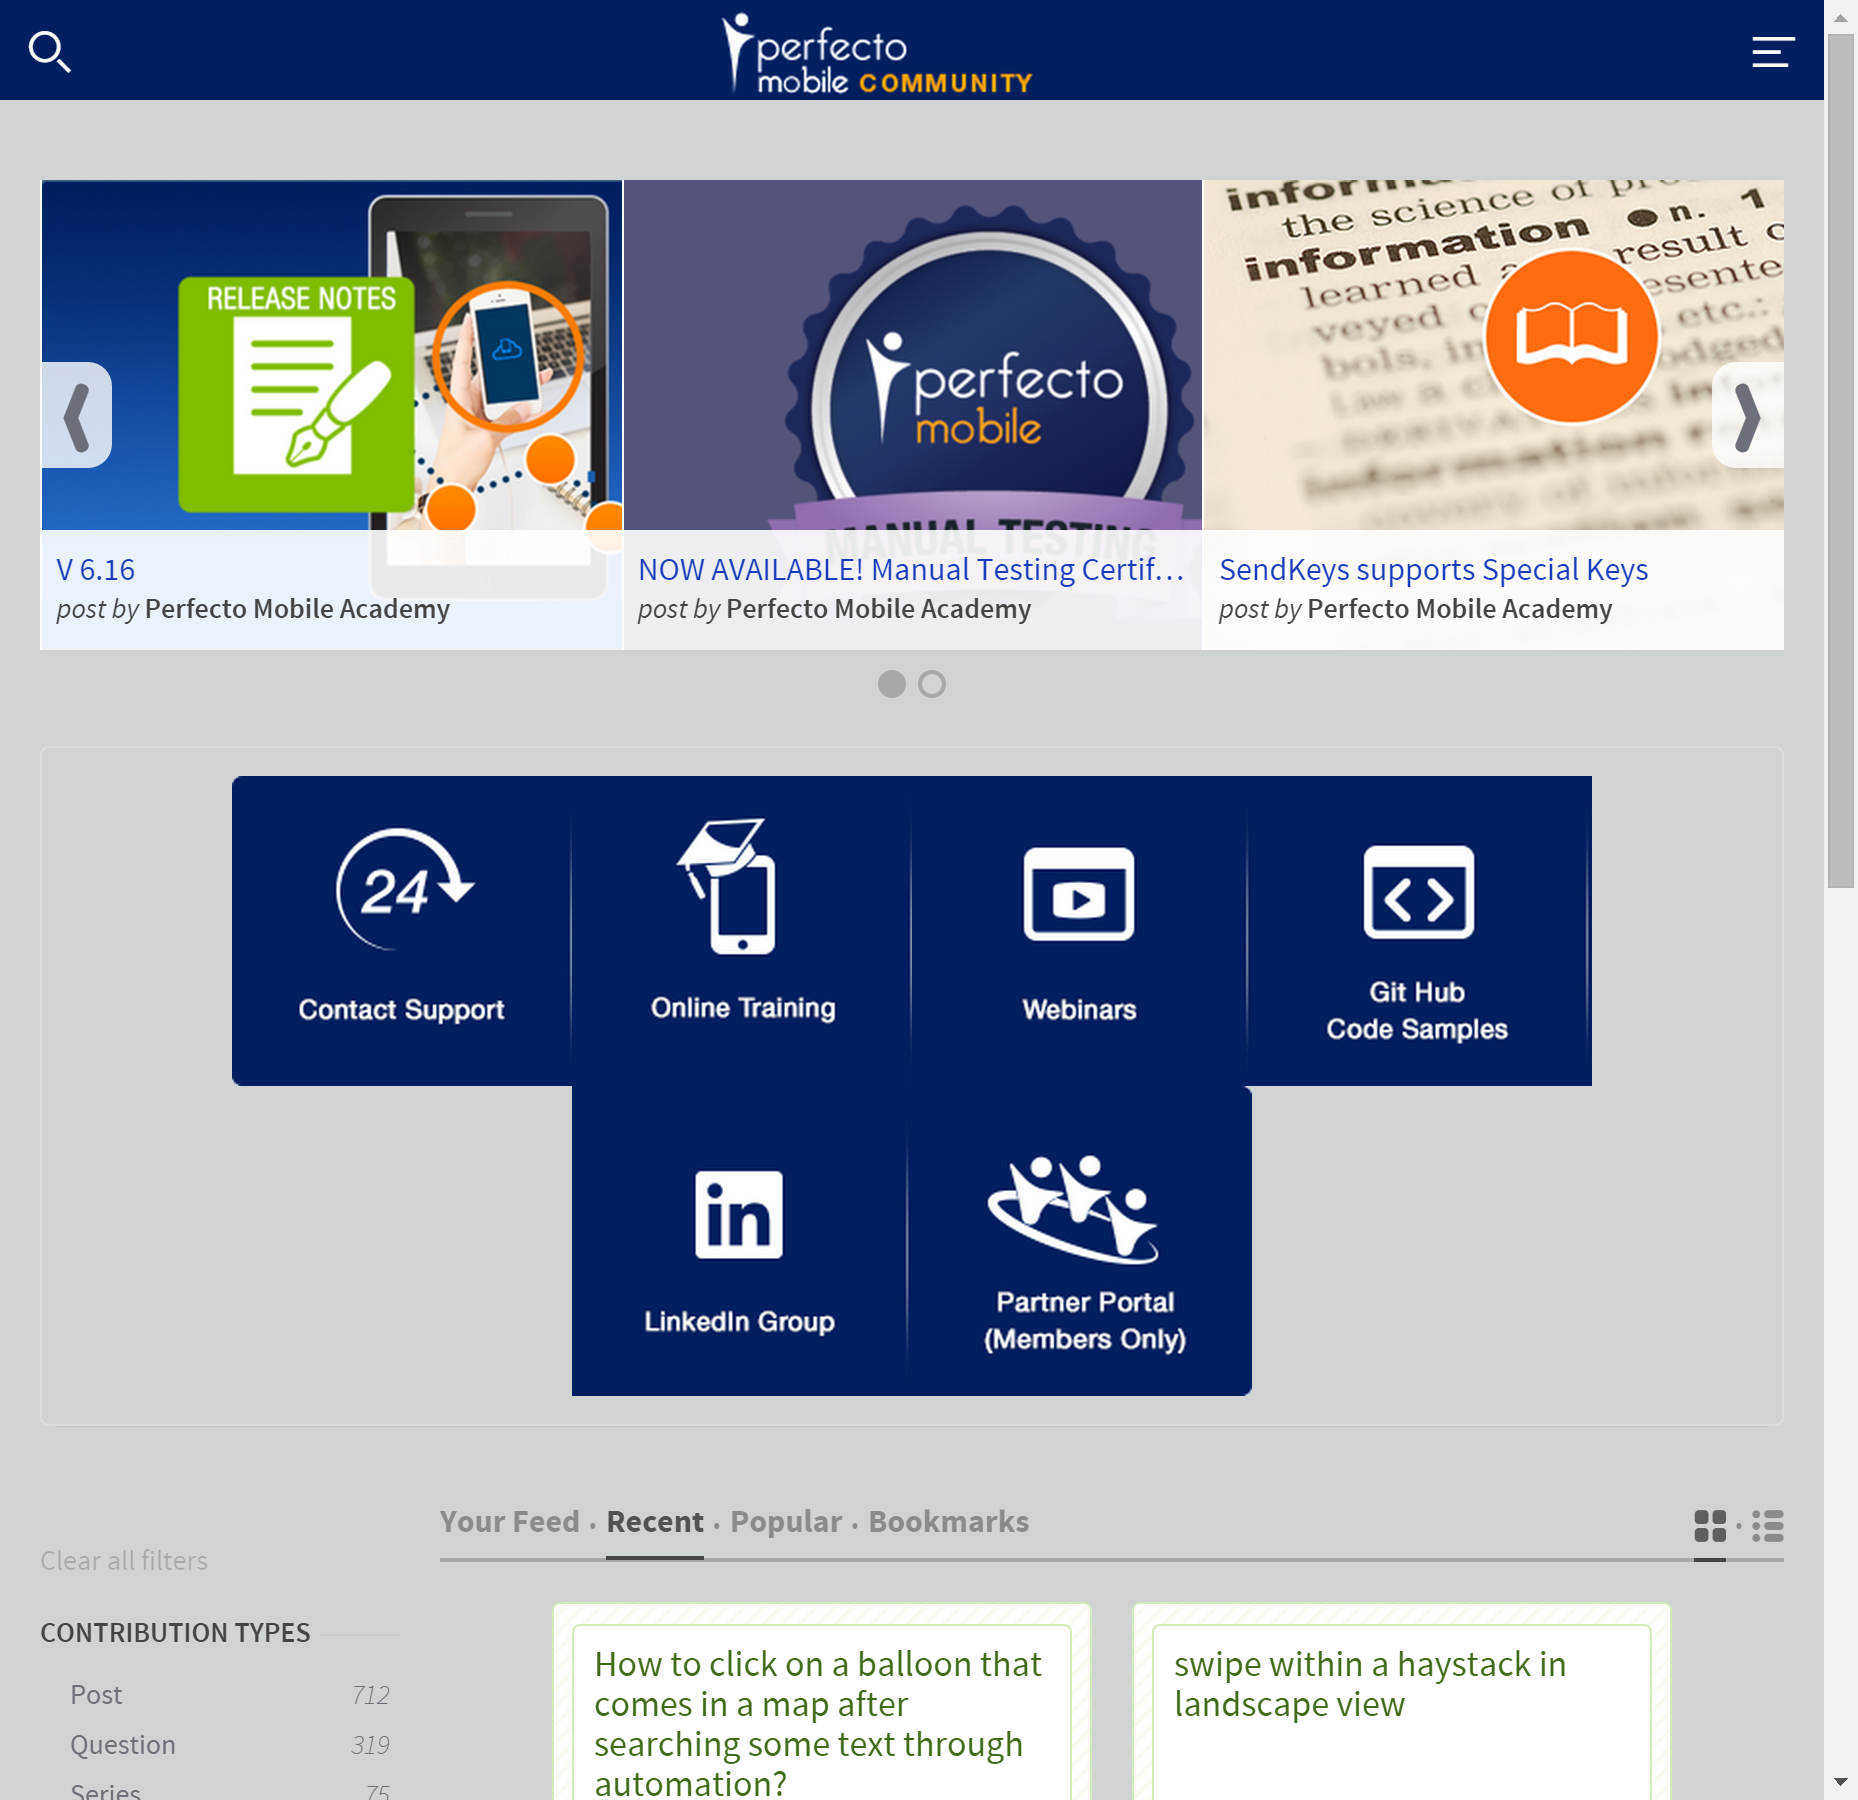 perfecto
mobile COMMUNITY
RELEASE NOTES
V 6.16
post by Perfecto Mobile Academy
perfecto
mobile
MANUAL TESTING
NOW AVAILABLE! Manual Testing Certif…
post by Perfecto Mobile Academy
the science of
information n. 1
result
learned
veyed
etc.:
SendKeys supports Special Keys
post by Perfecto Mobile Academy
24
Contact Support
Online Training
Webinars
Git Hub
Code Samples
in
LinkedIn Group
Partner Portal
(Members Only)
Your Feed · Recent · Popular · Bookmarks
Clear all filters
CONTRIBUTION TYPES
Post 712
Question 319
Series 75
How to click on a balloon that
comes in a map after
searching some text through
automation?
swipe within a haystack in
landscape view